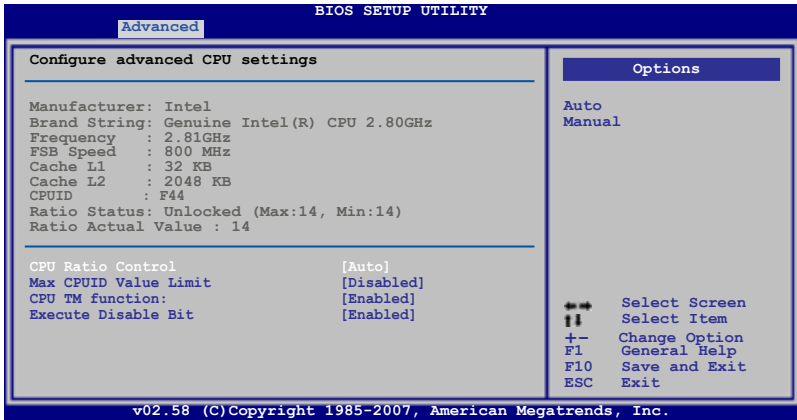 BIOS SETUP UTILITY
Advanced
Configure advanced CPU settings
Manufacturer: Intel
Brand String: Genuine Intel(R) CPU 2.80GHz
Frequency : 2.81GHz
FSB Speed : 800 MHz
Cache L1 : 32 KB
Cache L2 : 2048 KB
CPUID : F44
Ratio Status: Unlocked (Max:14, Min:14)
Ratio Actual Value : 14
CPU Ratio Control [Auto]
Max CPUID Value Limit [Disabled]
CPU TM function: [Enabled]
Execute Disable Bit [Enabled]
Options
Auto
Manual
Select Screen
Select Item
+- Change Option
F1 General Help
F10 Save and Exit
ESC Exit
v02.58 (C)Copyright 1985-2007, American Megatrends, Inc.